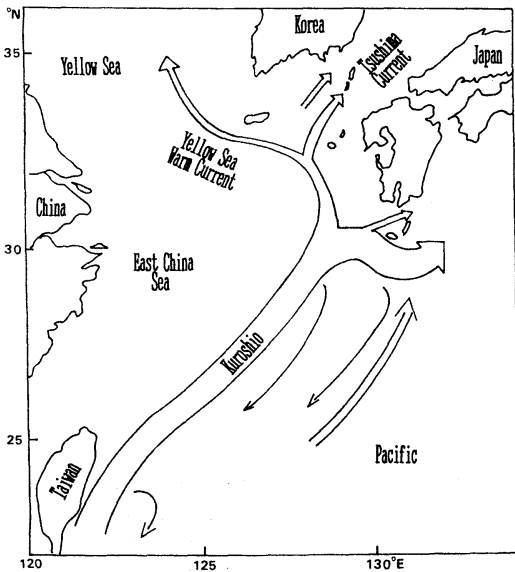 °N
Korea
35
Yellow Sea
Tsushima
Current
Japan
Yellow Sea
Warm Current
China
30
East China
Sea
Kuroshio
25
Pacific
Taiwan
120
125
130°E